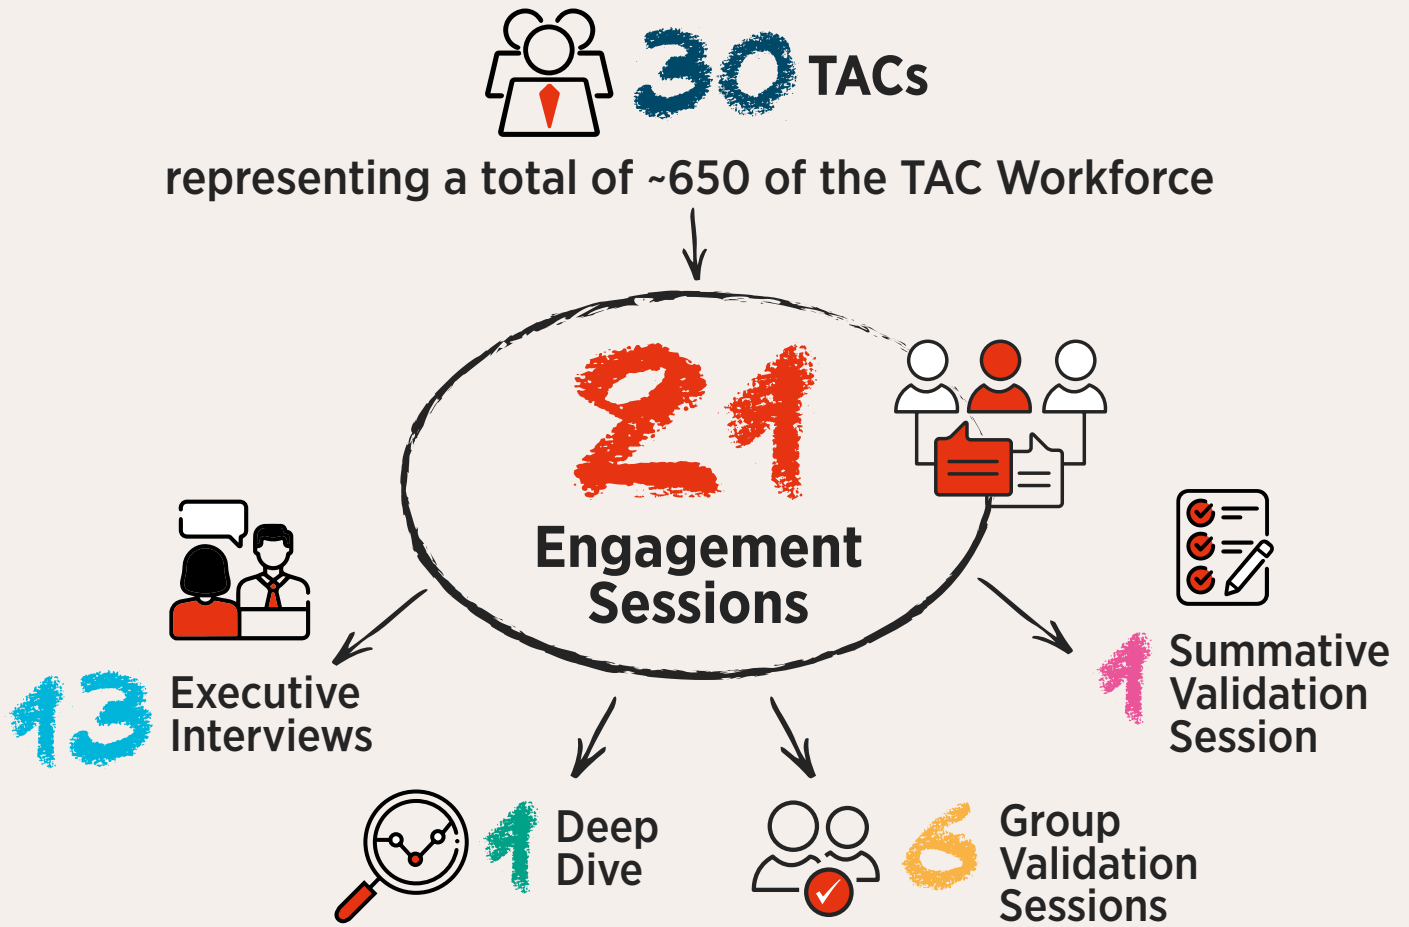 30 TACs
representing a total of ~650 of the TAC Workforce
21
Engagement
Sessions
13 Executive
Interviews
1 Deep
Dive
6 Group
Validation
Sessions
1 Summative
Validation
Session